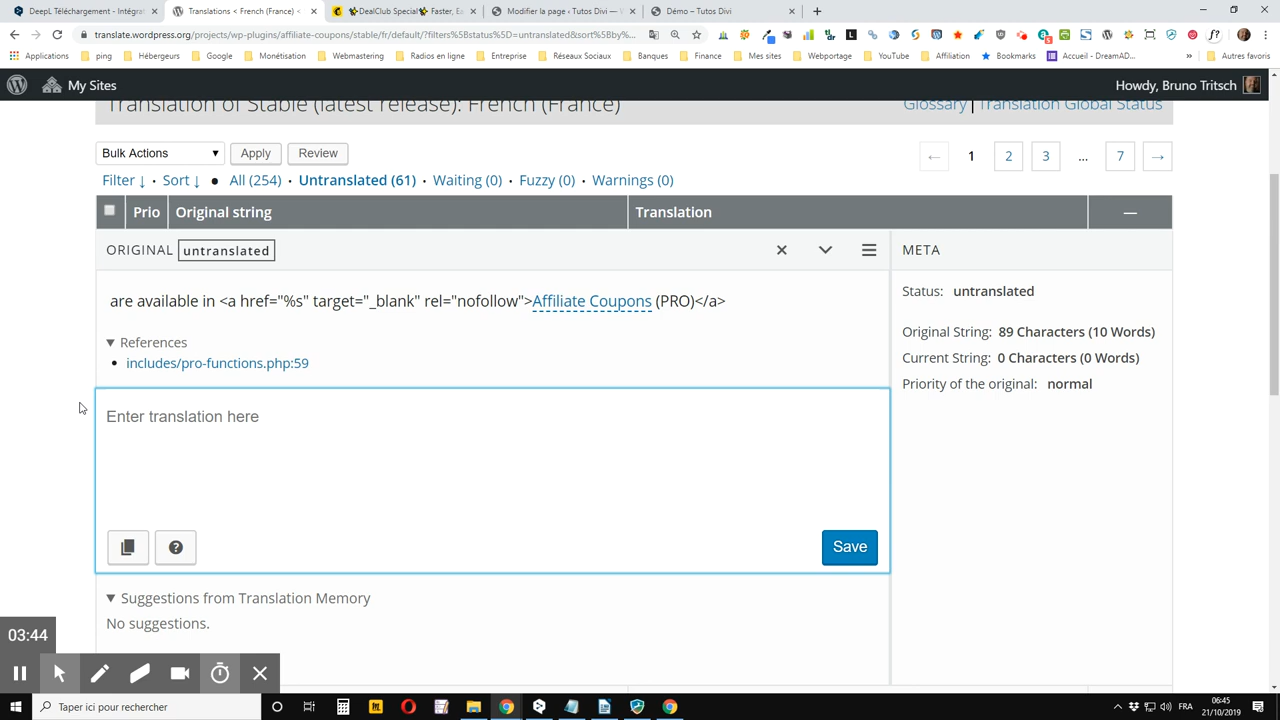 DeepL Téléchargement - Intégrat
Translations < French (France) <
DealClub Special Faster, Ea
Modifier la page ‹ Tutos Divi — V
Démo – Tutos Divi
translate.wordpress.org/projects/wp-plugins/affiliate-coupons/stable/fr/default/?filters%5Bstatus%5D=untranslated&sort%5Bby%...
Applications ping Hébergeurs Google Monétisation Webmastering Radios en ligne Entreprise Réseaux Sociaux Banques Finance Mes sites Webportage YouTube Affiliation Bookmarks Accueil - DreamAD... » Autres favoris
My Sites
Howdy, Bruno Tritsch
Translation of Stable (latest release): French (France)
Glossary | Translation Global Status
Bulk Actions Apply Review
← 1 2 3 ... 7 →
Filter ↓ • Sort ↓ • All (254) • Untranslated (61) • Waiting (0) • Fuzzy (0) • Warnings (0)
Prio Original string Translation —
ORIGINAL untranslated
META
are available in <a href="%s" target="_blank" rel="nofollow">Affiliate Coupons (PRO)</a>
Status: untranslated
References
Original String: 89 Characters (10 Words)
• includes/pro-functions.php:59
Current String: 0 Characters (0 Words)
Priority of the original: normal
Enter translation here
Save
Suggestions from Translation Memory
No suggestions.
03:44
Taper ici pour rechercher
FRA
06:45
21/10/2019